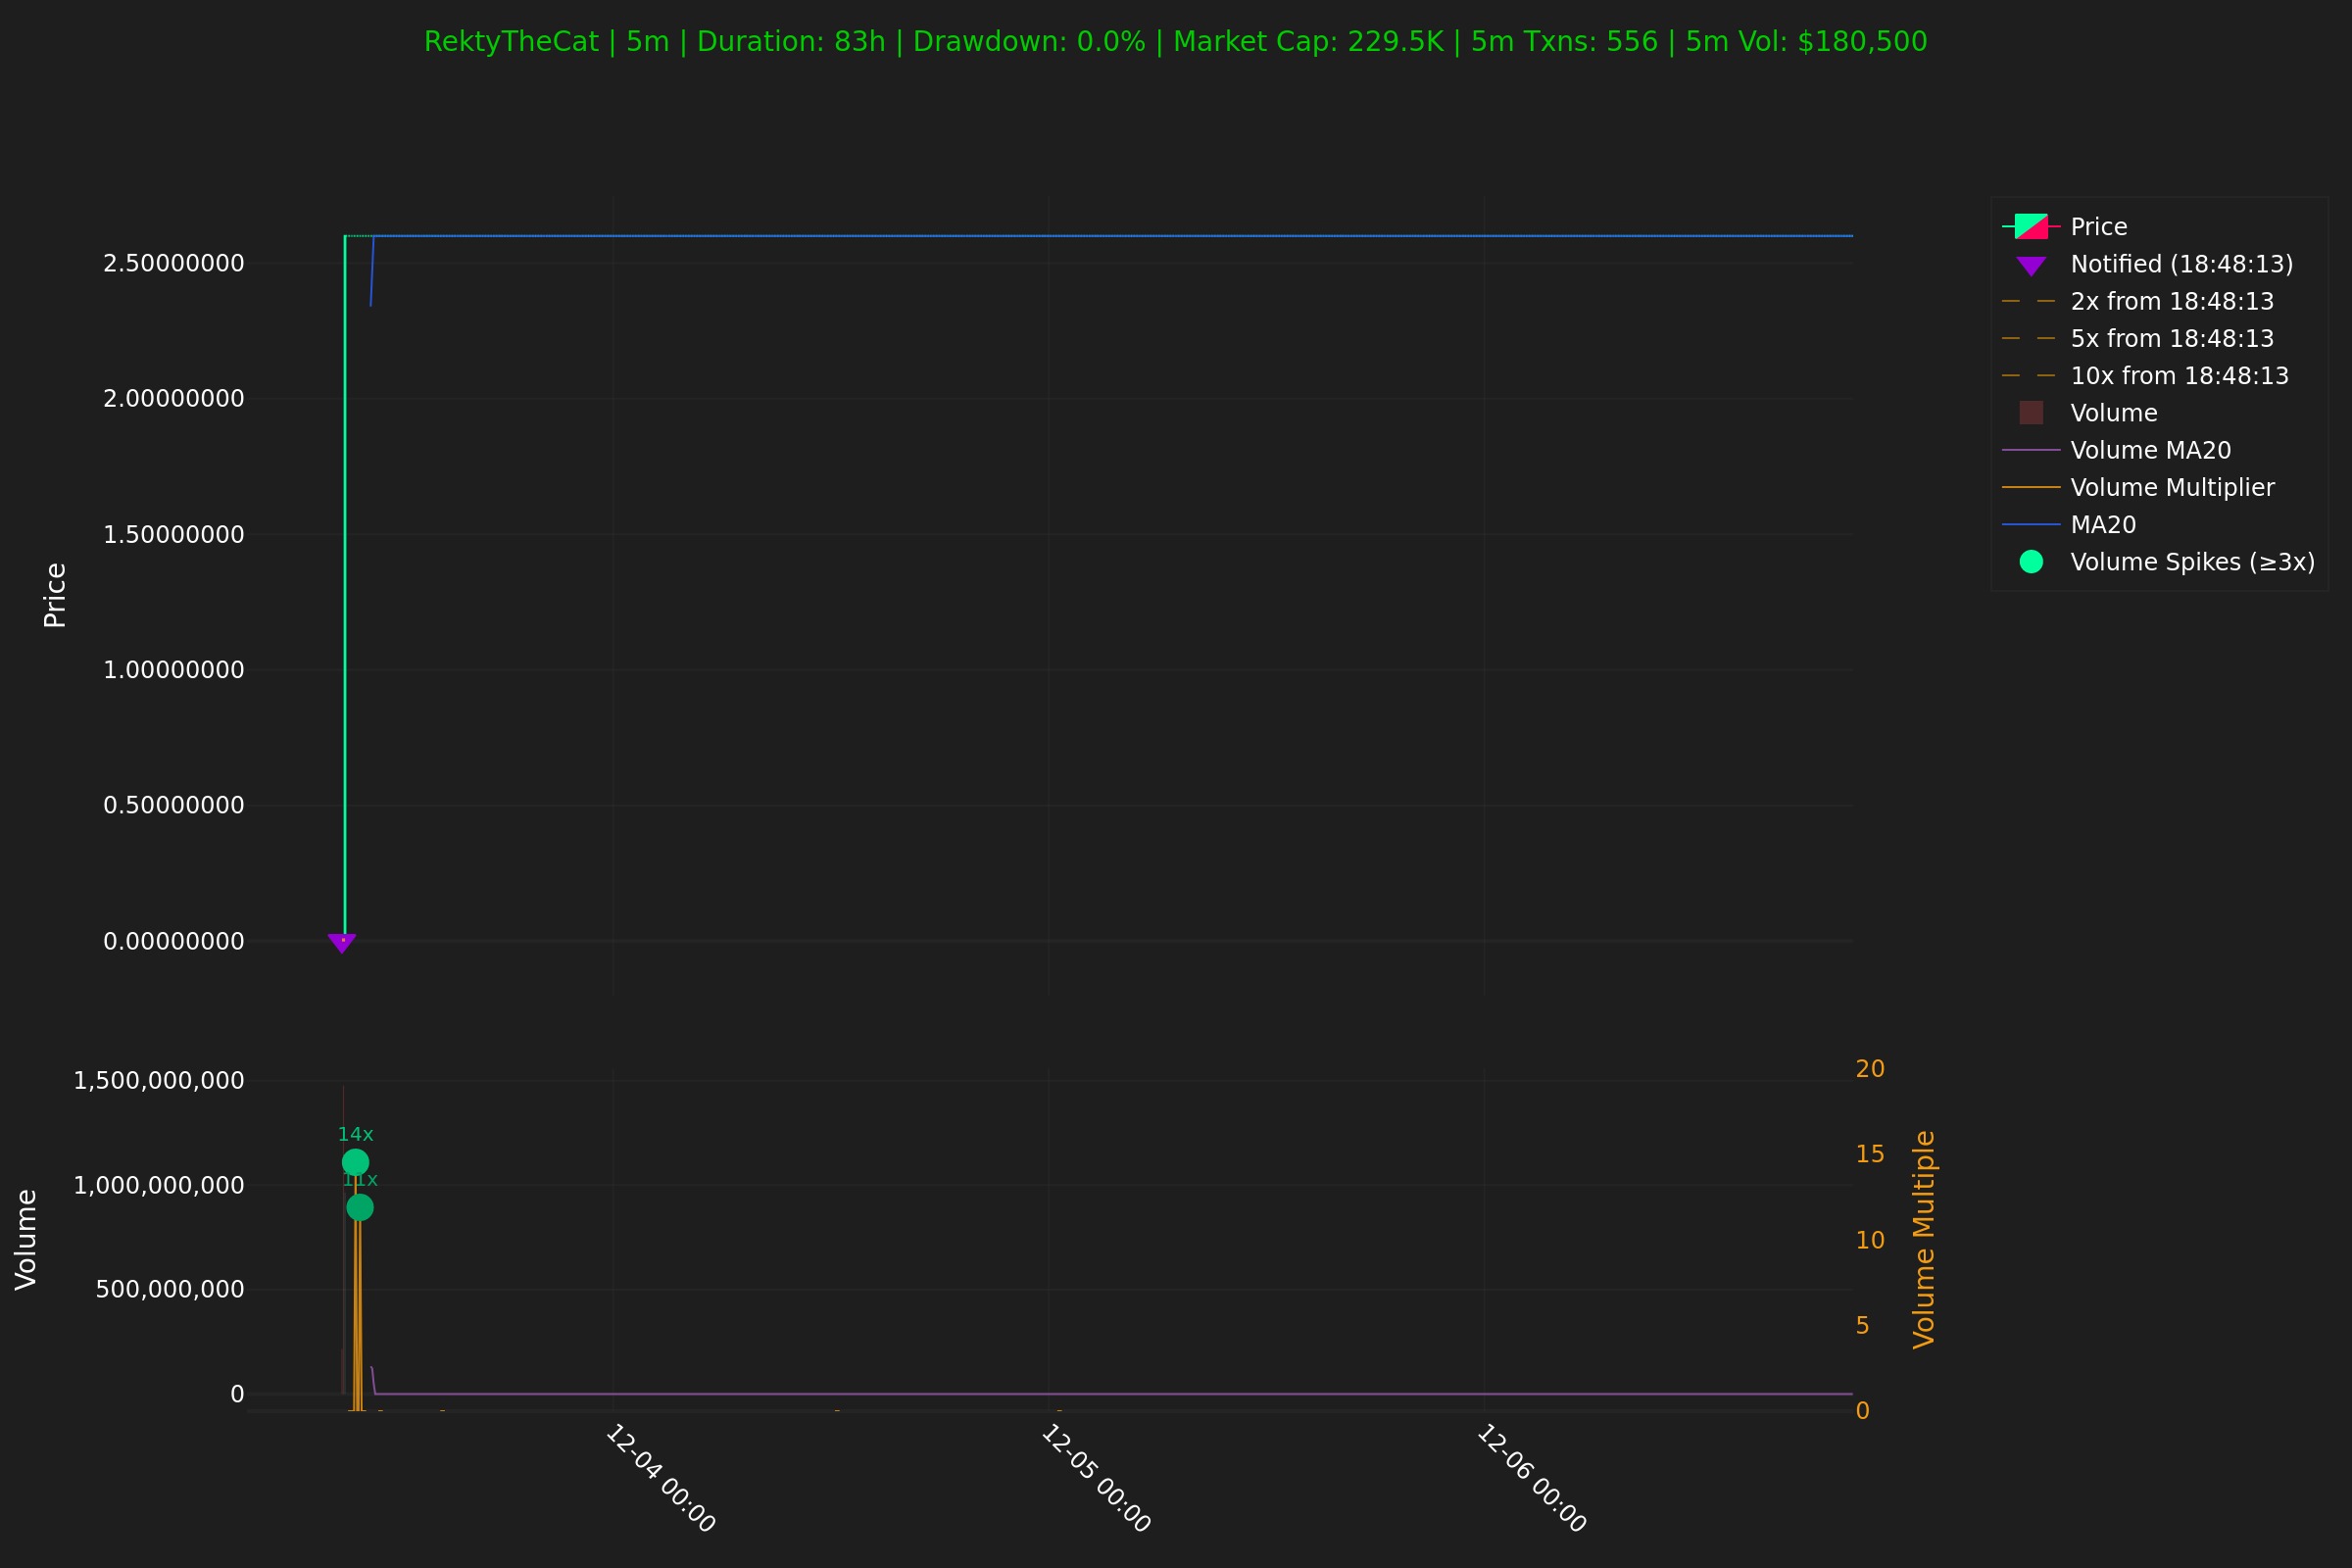 RektyTheCat | 5m | Duration: 83h | Drawdown: 0.0% | Market Cap: 229.5K | 5m Txns: 556 | 5m Vol: $180,500
Price
2.50000000
2.00000000
1.50000000
1.00000000
0.50000000
0.00000000
Price
Notified (18:48:13)
2x from 18:48:13
5x from 18:48:13
10x from 18:48:13
Volume
Volume MA20
Volume Multiplier
MA20
Volume Spikes (≥3x)
Volume
1,500,000,000
1,000,000,000
500,000,000
0
14x
11x
20
15
10
5
0
Volume Multiple
12-04 00:00
12-05 00:00
12-06 00:00